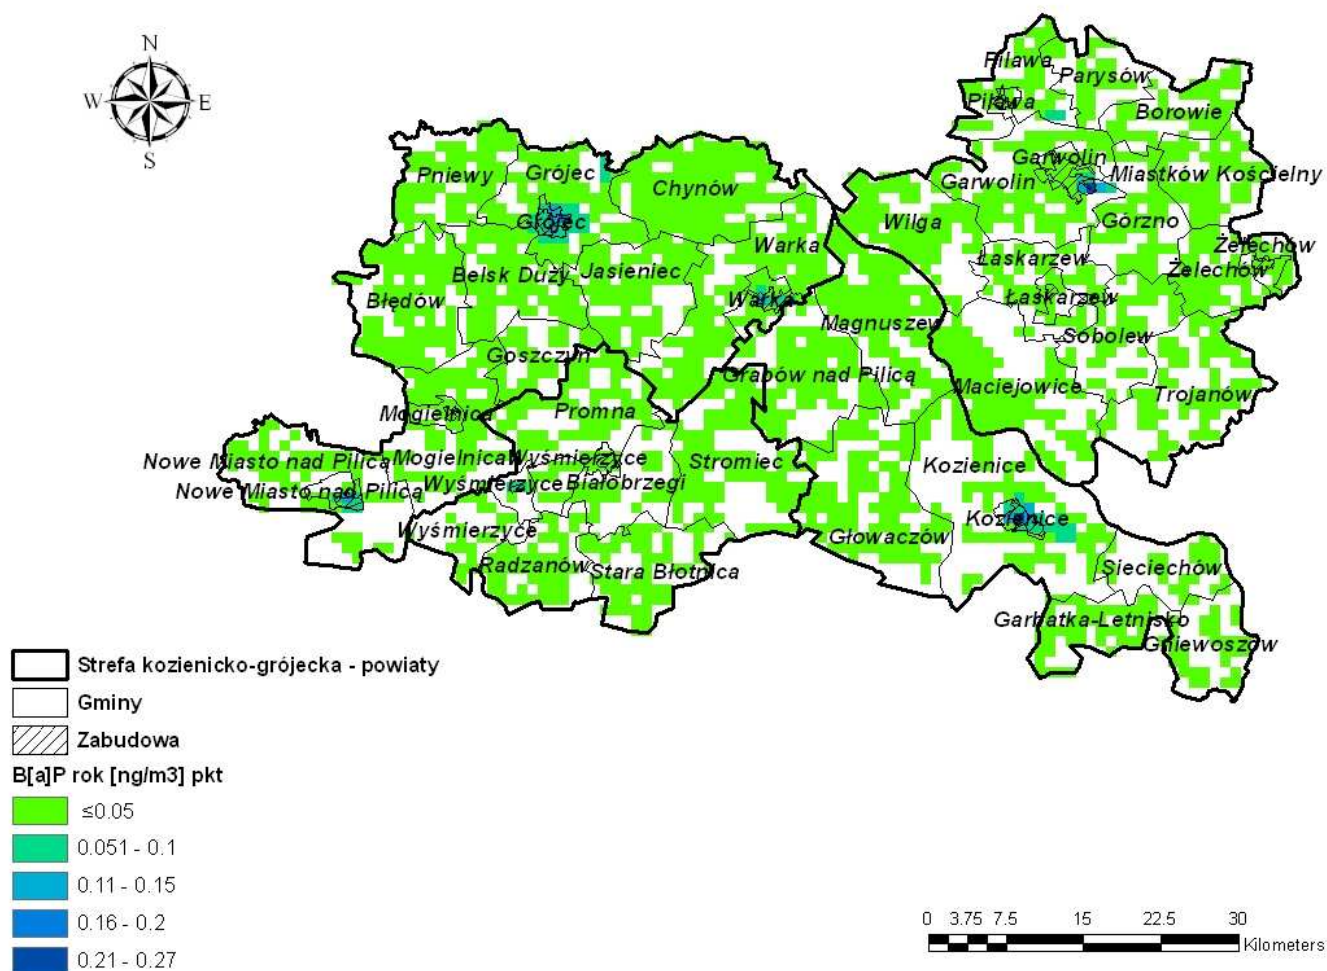 N
W E
S
Pilawa
Parysów
Pilawa
Borowie
Garwolin
Garwolin
Miastków Kościelny
Pniewy
Grójec
Chynów
Wilga
Górzno
Grójec
Warka
Żelechów
Łaskarzew
Żelechów
Belsk Duży
Jasieniec
Błędów
Warka
Łaskarzew
Magnuszew
Sobolew
Goszczyn
Grabów nad Pilicą
Maciejowice
Trojanów
Mogielnica
Promna
Nowe Miasto nad Pilicą
Mogielnica
Wyśmierzyce
Stromiec
Kozienice
Nowe Miasto nad Pilicą
Wyśmierzyce
Białobrzegi
Kozienice
Wyśmierzyce
Głowaczów
Radzanów
Stara Błotnica
Sieciechów
Garbatka-Letnisko
Gniewoszów
Strefa kozienicko-grójecka - powiaty
Gminy
Zabudowa
B[a]P rok [ng/m3] pkt
≤0.05
0.051 - 0.1
0.11 - 0.15
0.16 - 0.2
0.21 - 0.27
0 3.75 7.5 15 22.5 30
Kilometers